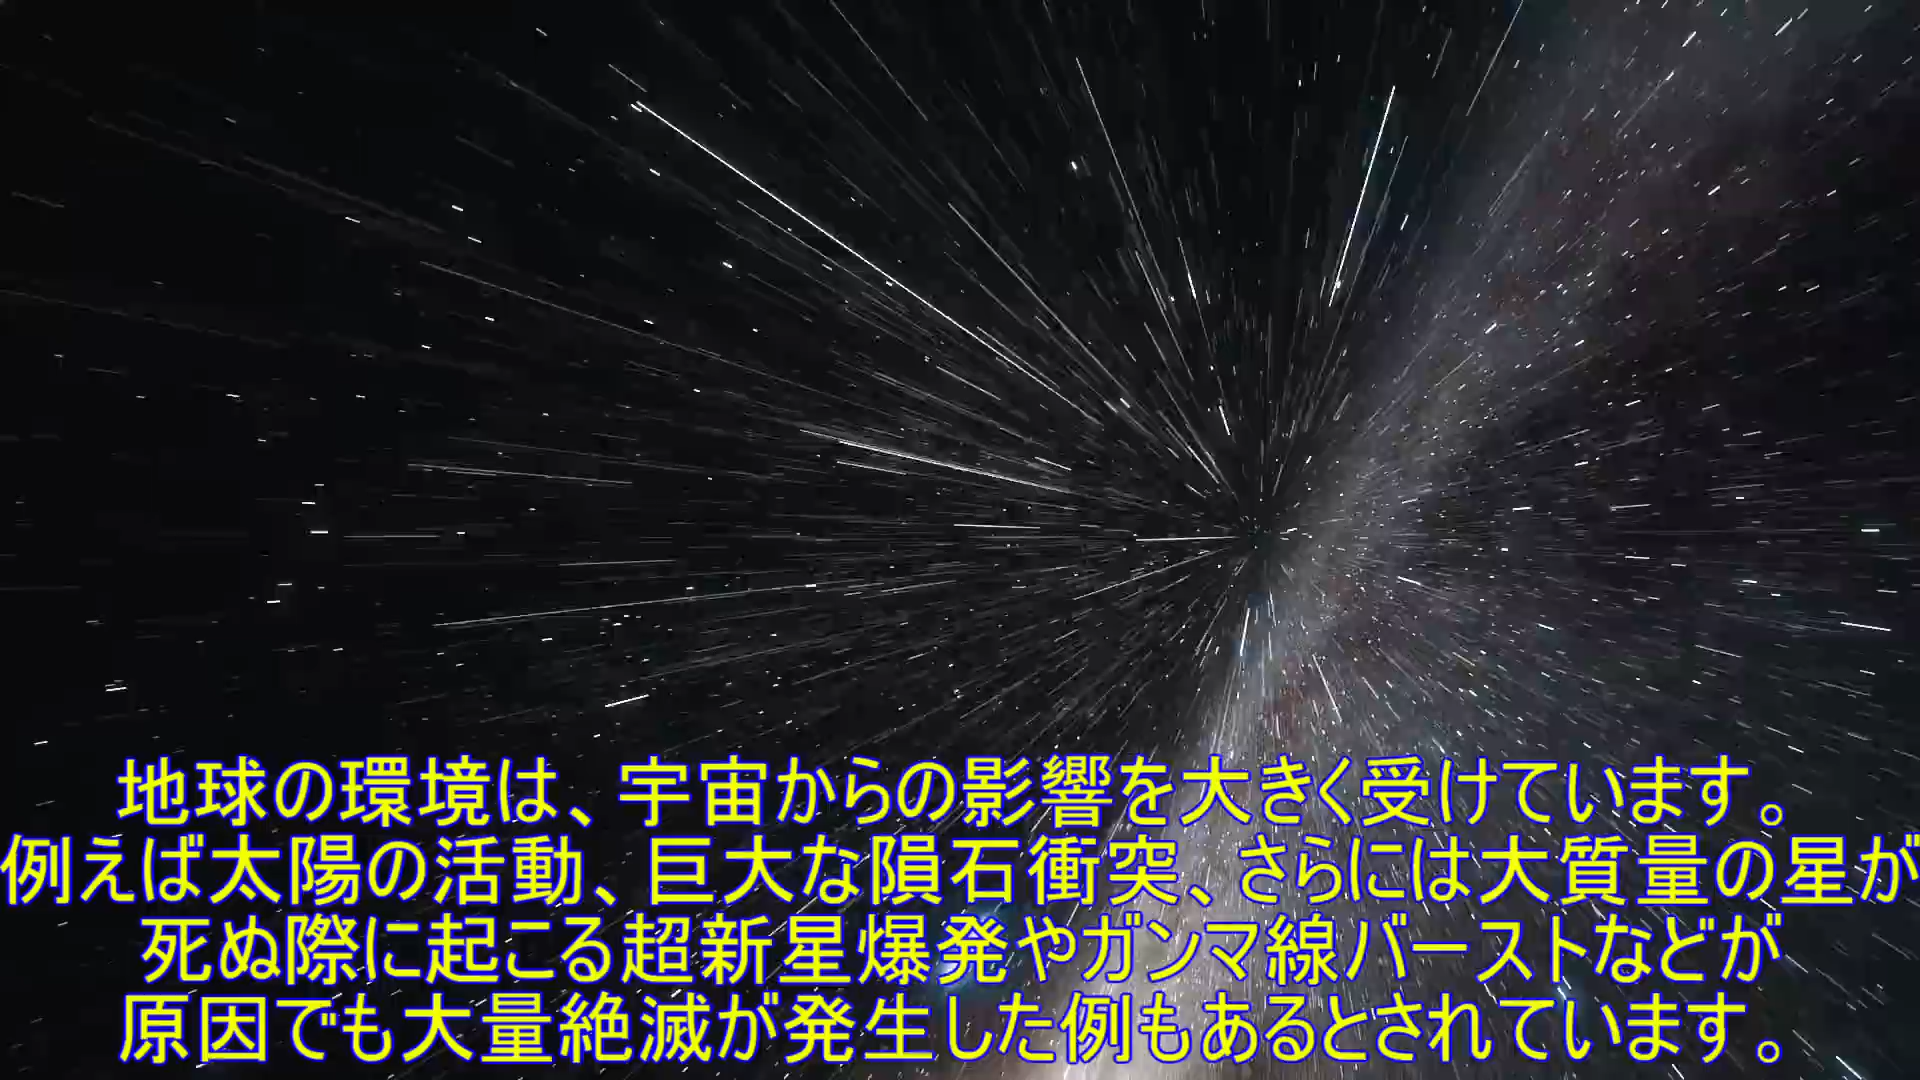 地球の環境は、宇宙からの影響を大きく受けています。
例えば太陽の活動、巨大な隕石衝突、さらには大質量の星が
死ぬ際に起こる超新星爆発やガンマ線バーストなどが
原因でも大量絶滅が発生した例もあるとされています。